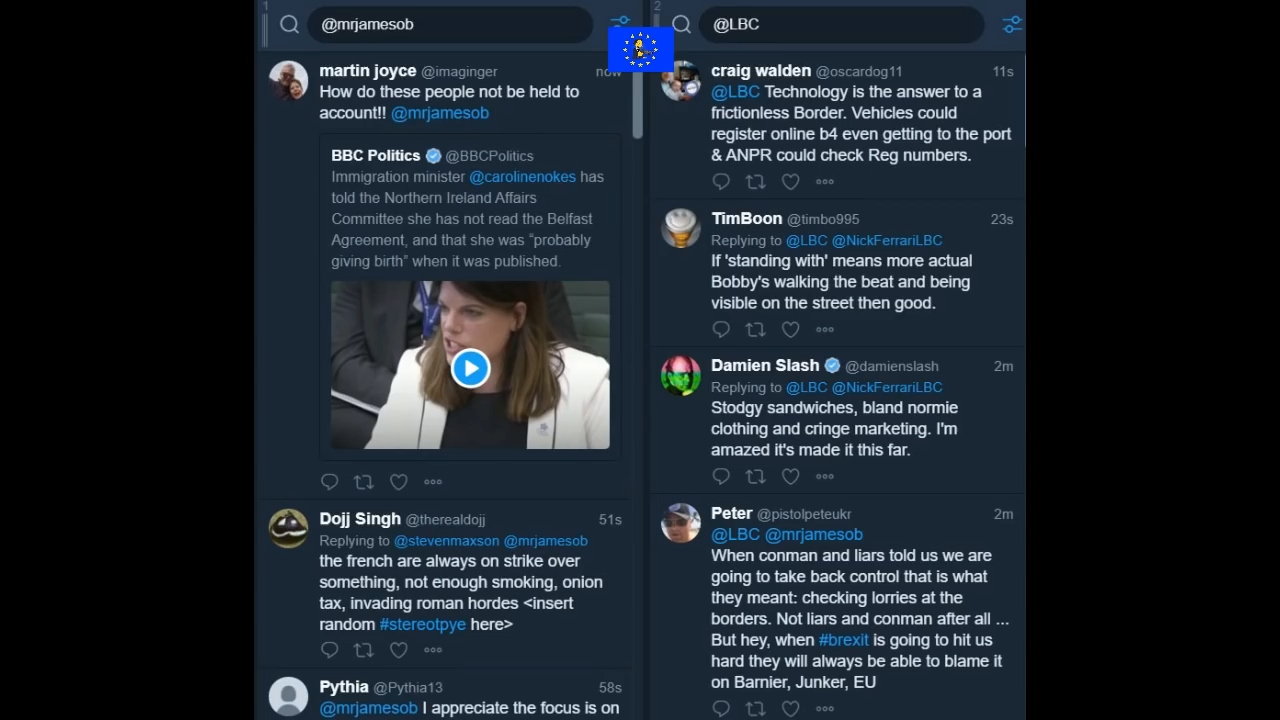 1
@mrjamesob
martin joyce @imaginger now
How do these people not be held to
account!! @mrjamesob
BBC Politics @BBCPolitics
Immigration minister @carolinenokes has
told the Northern Ireland Affairs
Committee she has not read the Belfast
Agreement, and that she was “probably
giving birth” when it was published.
Dojj Singh @therealdojj 51s
Replying to @stevenmaxson @mrjamesob
the french are always on strike over
something, not enough smoking, onion
tax, invading roman hordes <insert
random #stereotpye here>
Pythia @Pythia13 58s
@mrjamesob I appreciate the focus is on
2
@LBC
craig walden @oscardog11 11s
@LBC Technology is the answer to a
frictionless Border. Vehicles could
register online b4 even getting to the port
& ANPR could check Reg numbers.
TimBoon @timbo995 23s
Replying to @LBC @NickFerrariLBC
If 'standing with' means more actual
Bobby's walking the beat and being
visible on the street then good.
Damien Slash @damienslash 2m
Replying to @LBC @NickFerrariLBC
Stodgy sandwiches, bland normie
clothing and cringe marketing. I'm
amazed it's made it this far.
Peter @pistolpeteukr 2m
@LBC @mrjamesob
When conman and liars told us we are
going to take back control that is what
they meant: checking lorries at the
borders. Not liars and conman after all ...
But hey, when #brexit is going to hit us
hard they will always be able to blame it
on Barnier, Junker, EU